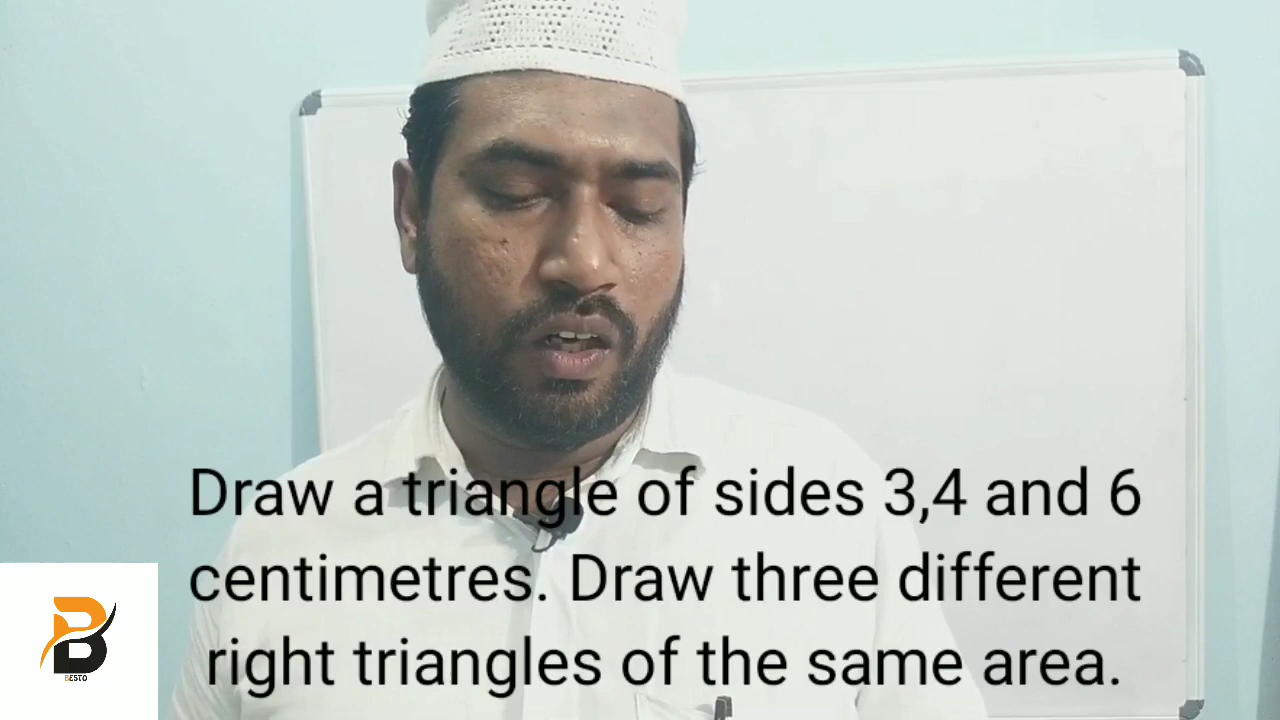 Draw a triangle of sides 3,4 and 6
centimetres. Draw three different
right triangles of the same area.
BESTO